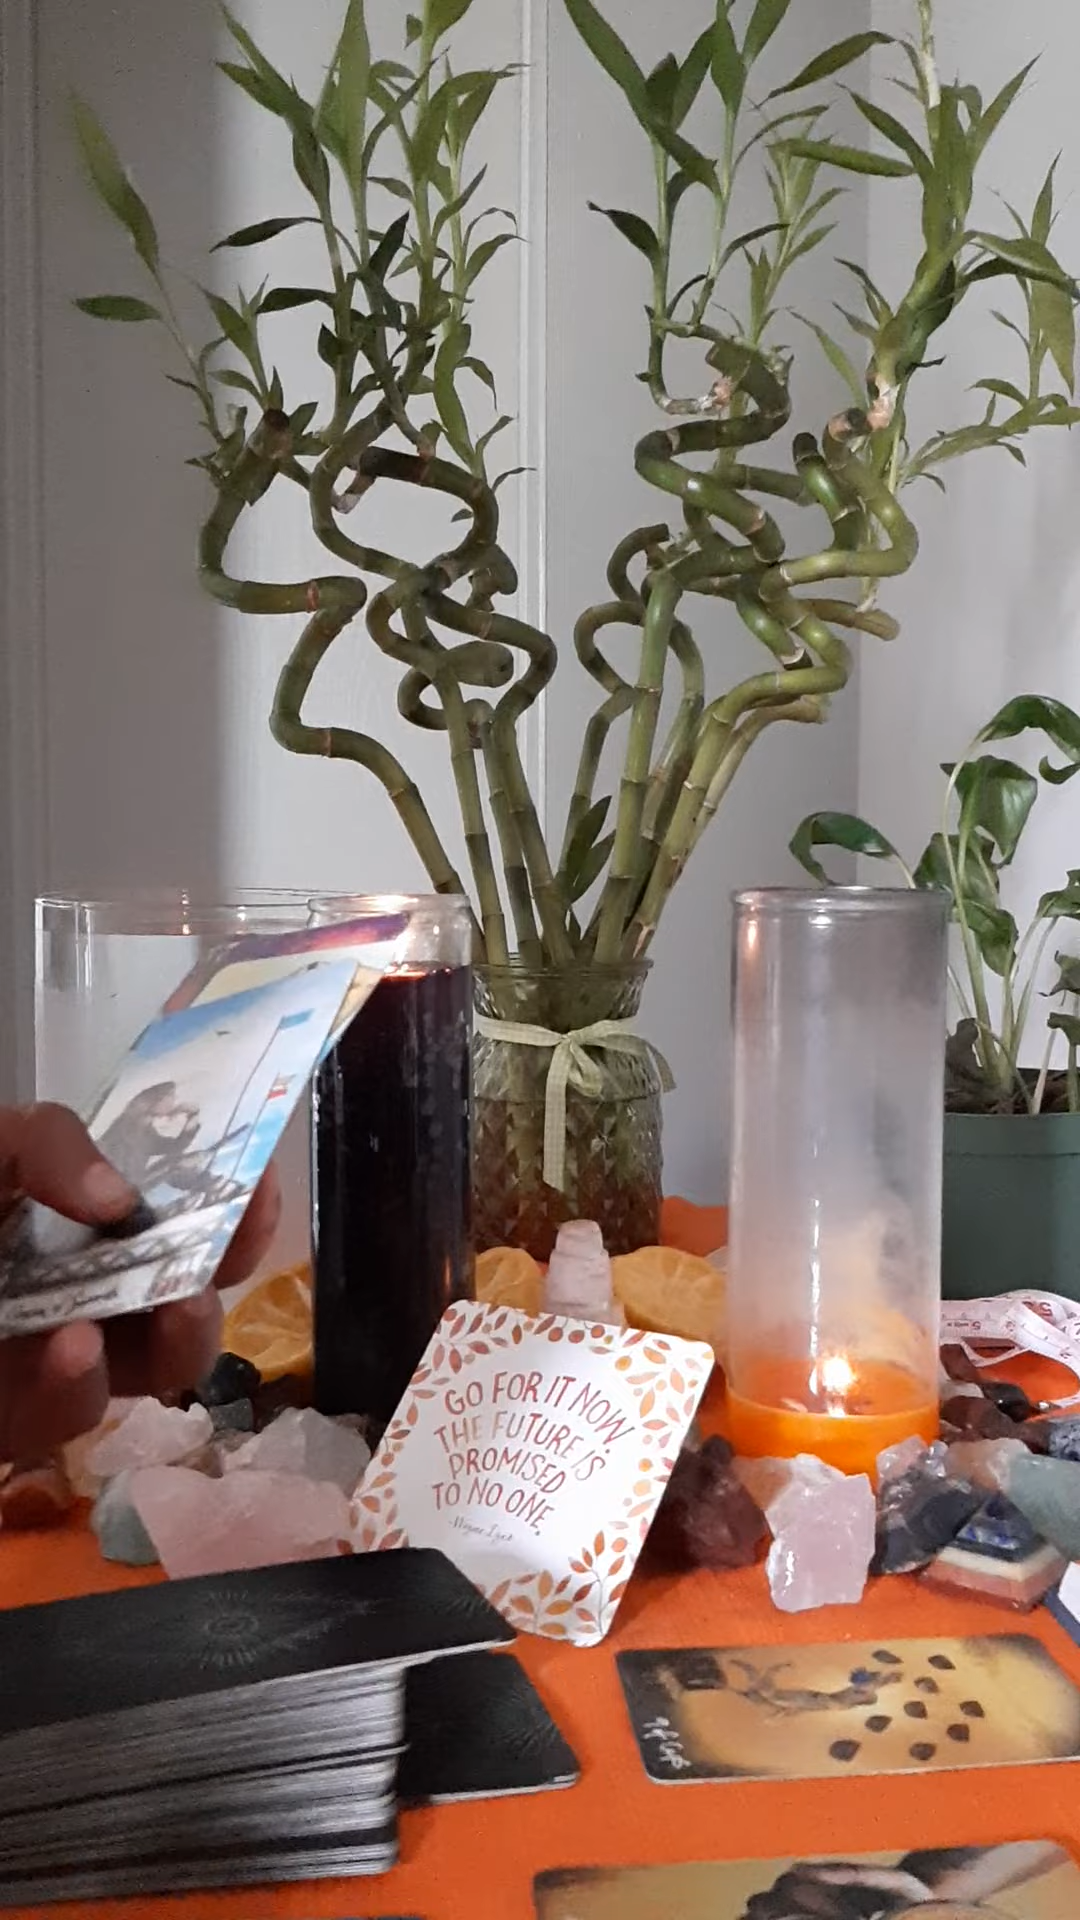 GO FOR IT NOW.
THE FUTURE IS
PROMISED
TO NO ONE.
-Wayne Dyer